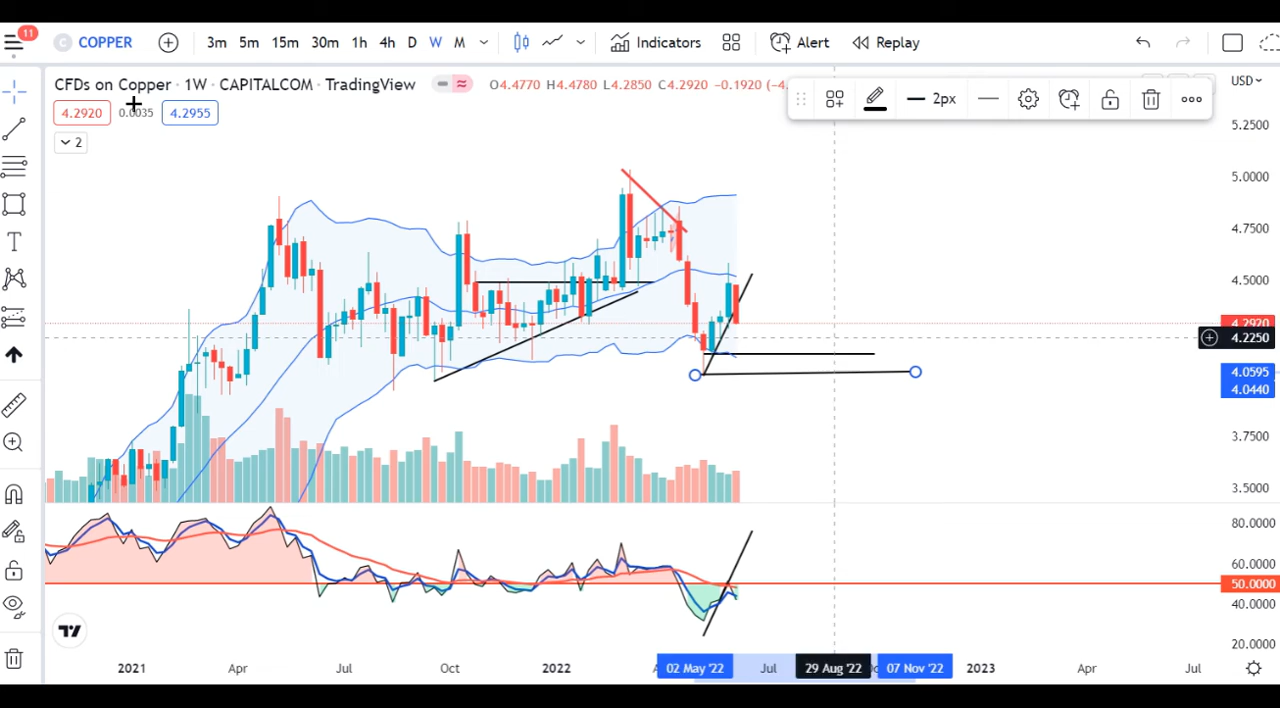 11
C COPPER 3m 5m 15m 30m 1h 4h D W M Indicators Alert Replay
CFDs on Copper · 1W · CAPITALCOM · TradingView O4.4770 H4.4780 L4.2850 C4.2920 −0.1920 (−4.
2px
USD
4.2920 0.0035 4.2955
2
5.2500
5.0000
4.7500
4.5000
4.2920
4.2250
4.0595
4.0440
3.7500
3.5000
80.0000
60.0000
50.0000
40.0000
20.0000
2021 Apr Jul Oct 2022 02 May '22 Jul 29 Aug '22 07 Nov '22 2023 Apr Jul